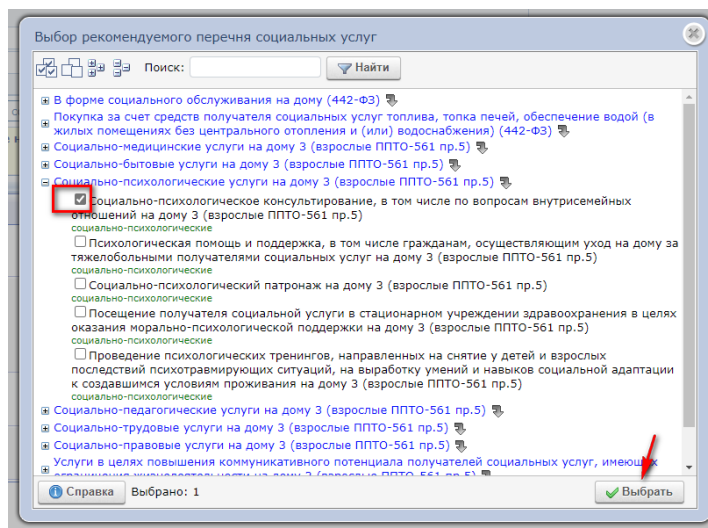 Выбор рекомендуемого перечня социальных услуг
Поиск:
Найти
В форме социального обслуживания на дому (442-ФЗ)
Покупка за счет средств получателя социальных услуг топлива, топка печей, обеспечение водой (в
жилых помещениях без центрального отопления и (или) водоснабжения) (442-ФЗ)
Социально-медицинские услуги на дому 3 (взрослые ППТО-561 пр.5)
Социально-бытовые услуги на дому 3 (взрослые ППТО-561 пр.5)
Социально-психологические услуги на дому 3 (взрослые ППТО-561 пр.5)
Социально-психологическое консультирование, в том числе по вопросам внутрисемейных
отношений на дому 3 (взрослые ППТО-561 пр.5)
социально-психологические
Психологическая помощь и поддержка, в том числе гражданам, осуществляющим уход на дому за
тяжелобольными получателями социальных услуг на дому 3 (взрослые ППТО-561 пр.5)
социально-психологические
Социально-психологический патронаж на дому 3 (взрослые ППТО-561 пр.5)
социально-психологические
Посещение получателя социальной услуги в стационарном учреждении здравоохранения в целях
оказания морально-психологической поддержки на дому 3 (взрослые ППТО-561 пр.5)
социально-психологические
Проведение психологических тренингов, направленных на снятие у детей и взрослых
последствий психотравмирующих ситуаций, на выработку умений и навыков социальной адаптации
к создавшимся условиям проживания на дому 3 (взрослые ППТО-561 пр.5)
социально-психологические
Социально-педагогические услуги на дому 3 (взрослые ППТО-561 пр.5)
Социально-трудовые услуги на дому 3 (взрослые ППТО-561 пр.5)
Социально-правовые услуги на дому 3 (взрослые ППТО-561 пр.5)
Услуги в целях повышения коммуникативного потенциала получателей социальных услуг, имеющих
ограничения жизнедеятельности на дому 3 (взрослые ППТО-561 пр.5)
Справка
Выбрано: 1
Выбрать